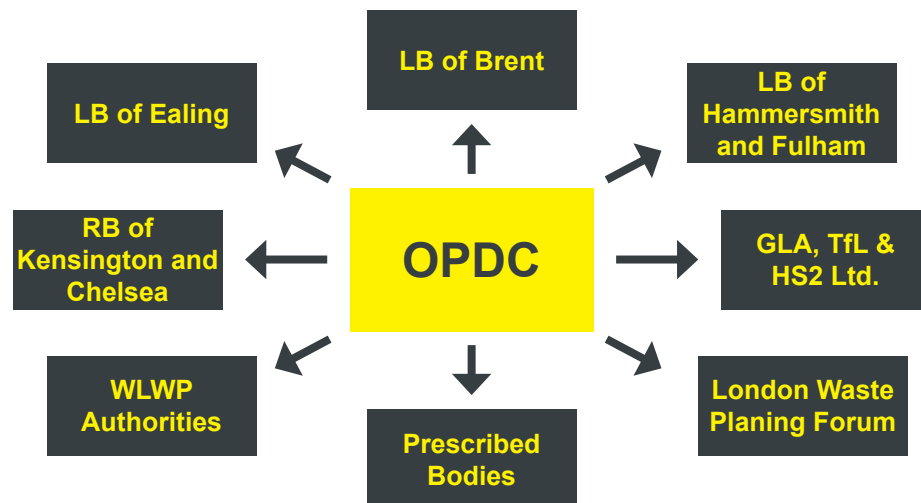 LB of Brent
LB of Ealing
LB of
Hammersmith
and Fulham
RB of
Kensington and
Chelsea
OPDC
GLA, TfL &
HS2 Ltd.
WLWP
Authorities
Prescribed
Bodies
London Waste
Planing Forum